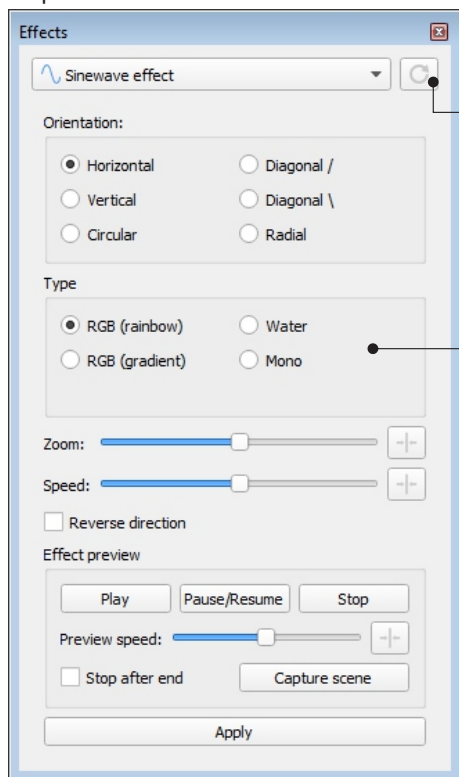 Effects
Sinewave effect
Orientation:
Horizontal Diagonal /
Vertical Diagonal \
Circular Radial
Type
RGB (rainbow) Water
RGB (gradient) Mono
Zoom:
Speed:
Reverse direction
Effect preview
Play Pause/Resume Stop
Preview speed:
Stop after end Capture scene
Apply